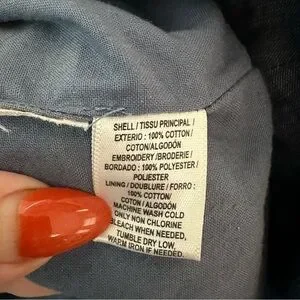 SHELL / TISSU PRINCIPAL /
EXTERIO : 100% COTTON /
COTON/ALGODÓN
EMBROIDERY/BRODERIE /
BORDADO : 100% POLYESTER /
POLIESTER
LINING / DOUBLURE / FORRO :
100% COTTON /
COTON / ALGODÓN
MACHINE WASH COLD
ONLY NON CHLORINE
BLEACH WHEN NEEDED,
TUMBLE DRY LOW,
WARM IRON IF NEEDED.